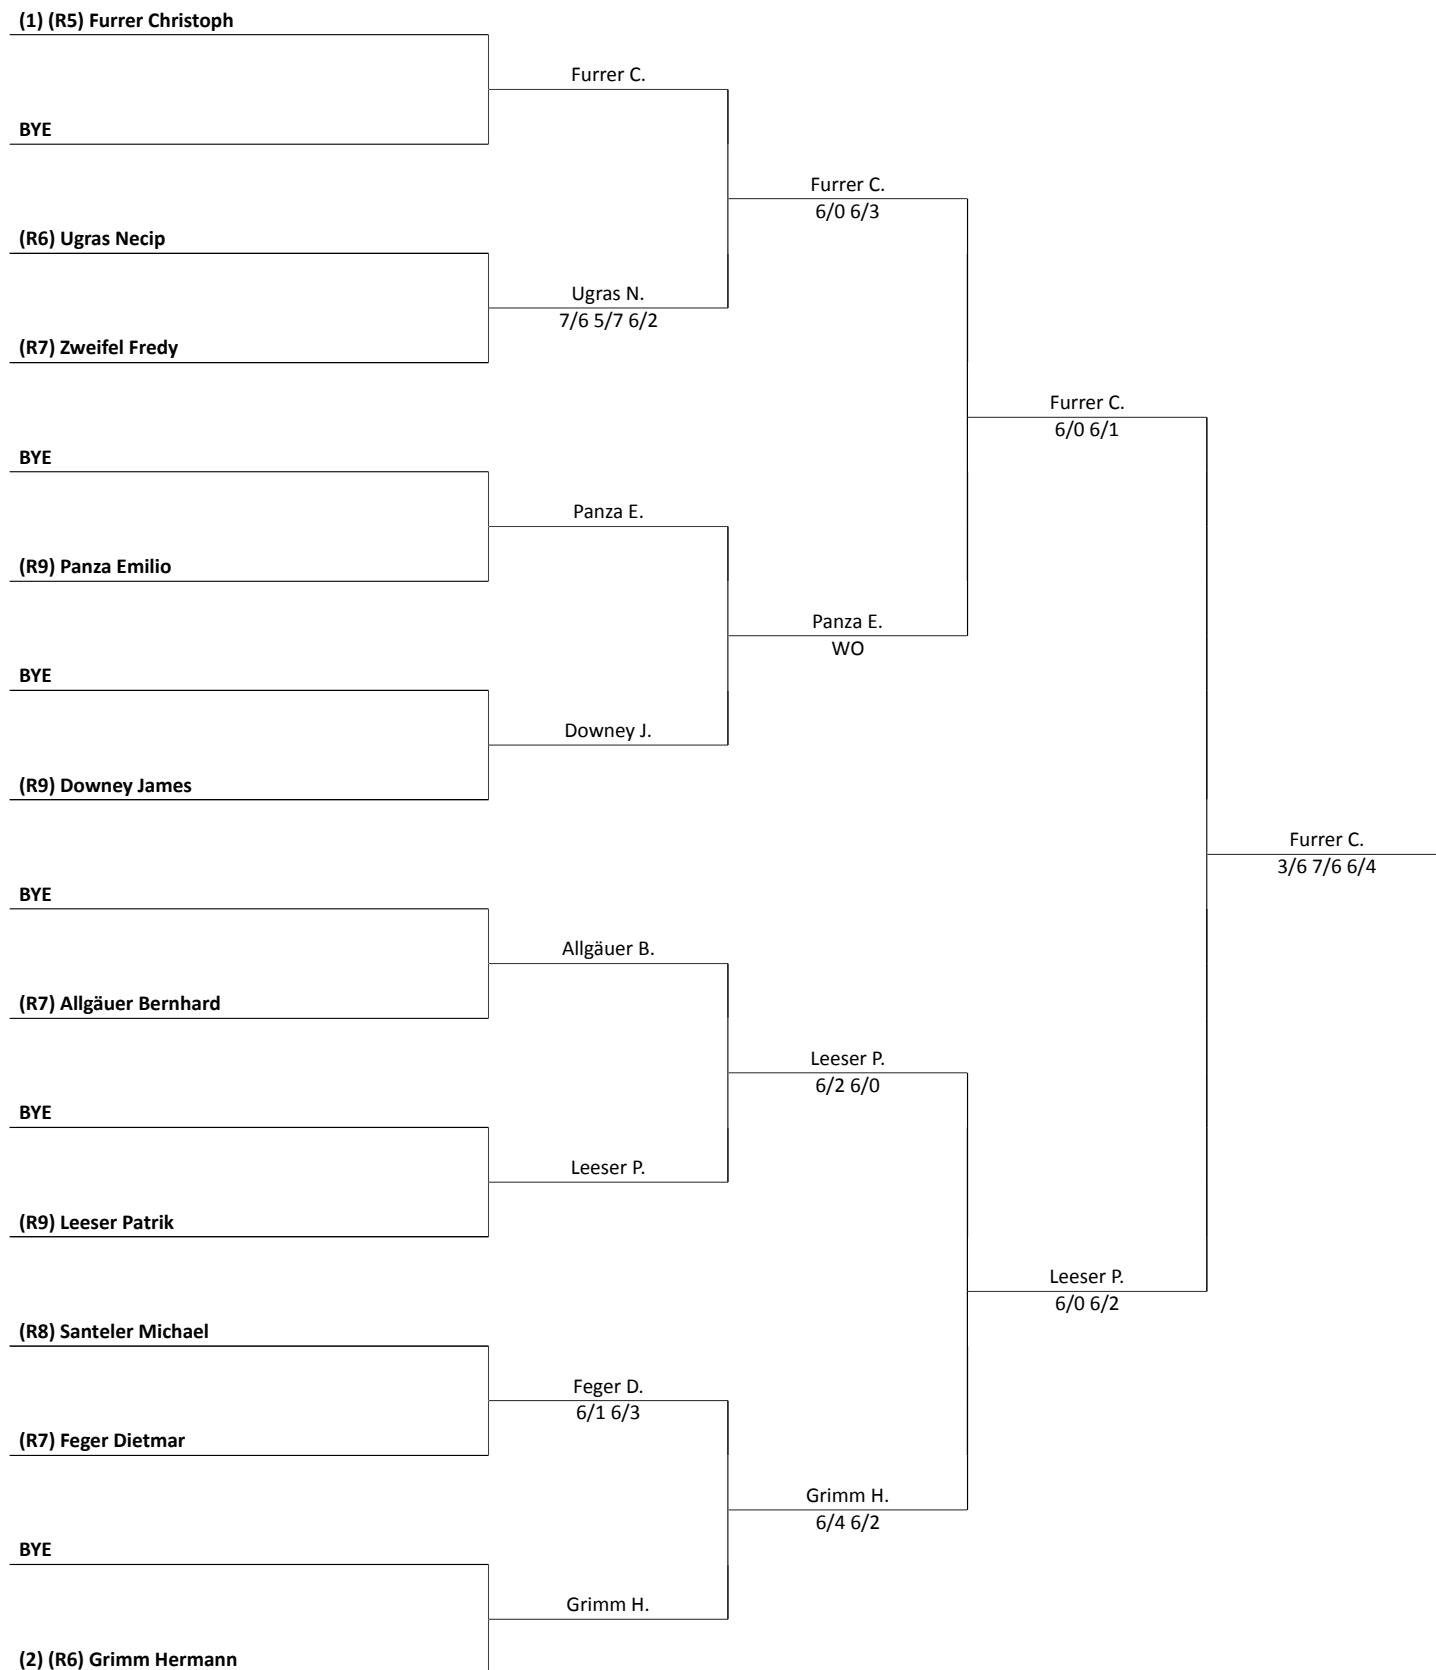 (1) (R5) Furrer Christoph
Furrer C.
BYE
Furrer C.
6/0 6/3
(R6) Ugras Necip
Ugras N.
7/6 5/7 6/2
(R7) Zweifel Fredy
Furrer C.
6/0 6/1
BYE
Panza E.
(R9) Panza Emilio
Panza E.
WO
BYE
Downey J.
(R9) Downey James
Furrer C.
3/6 7/6 6/4
BYE
Allgäuer B.
(R7) Allgäuer Bernhard
Leeser P.
6/2 6/0
BYE
Leeser P.
(R9) Leeser Patrik
Leeser P.
6/0 6/2
(R8) Santeler Michael
Feger D.
6/1 6/3
(R7) Feger Dietmar
Grimm H.
6/4 6/2
BYE
Grimm H.
(2) (R6) Grimm Hermann